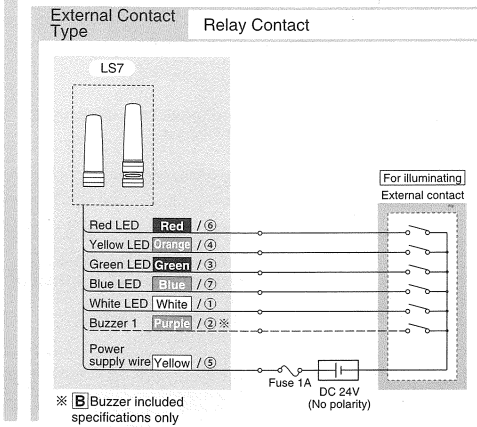 External Contact Type
Relay Contact
LS7
For illuminating
External contact
Red LED Red / ⑥
Yellow LED Orange / ④
Green LED Green / ③
Blue LED Blue / ⑦
White LED White / ①
Buzzer 1 Purple / ② ※
Power
supply wire Yellow / ⑤
Fuse 1A
DC 24V
(No polarity)
※ B Buzzer included
specifications only